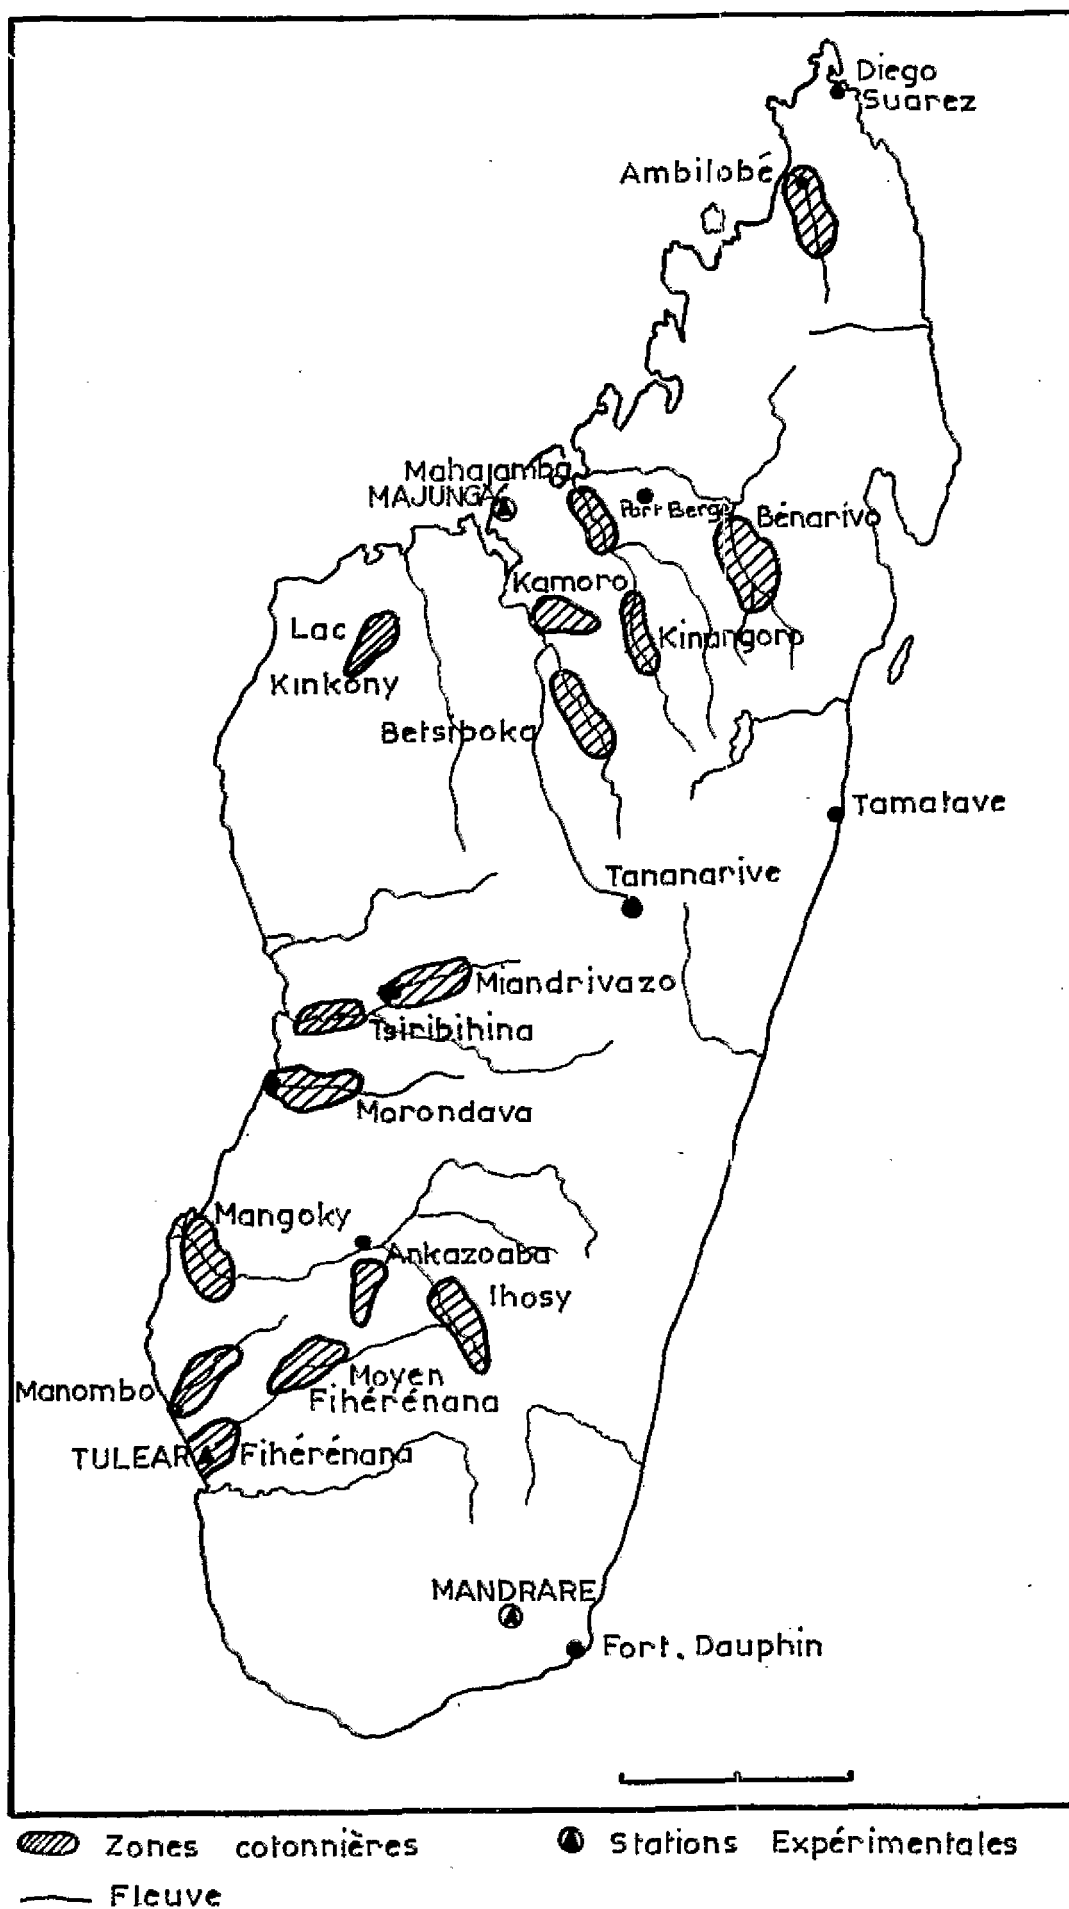 Diego
Suarez
Ambilobé
Mahajamba
MAJUNGA
Port Bergé
Bénarivo
Kamoro
Lac
Kinkony
Kinangoro
Betsiboka
Tamatave
Tananarive
Miandrivazo
Tsiribihina
Morondava
Mangoky
Ankazoaba
Ihosy
Moyen
Fihérénana
Manombo
TULEAR
Fihérénana
MANDRARE
Fort. Dauphin
Zones cotonnières
Stations Expérimentales
Fleuve